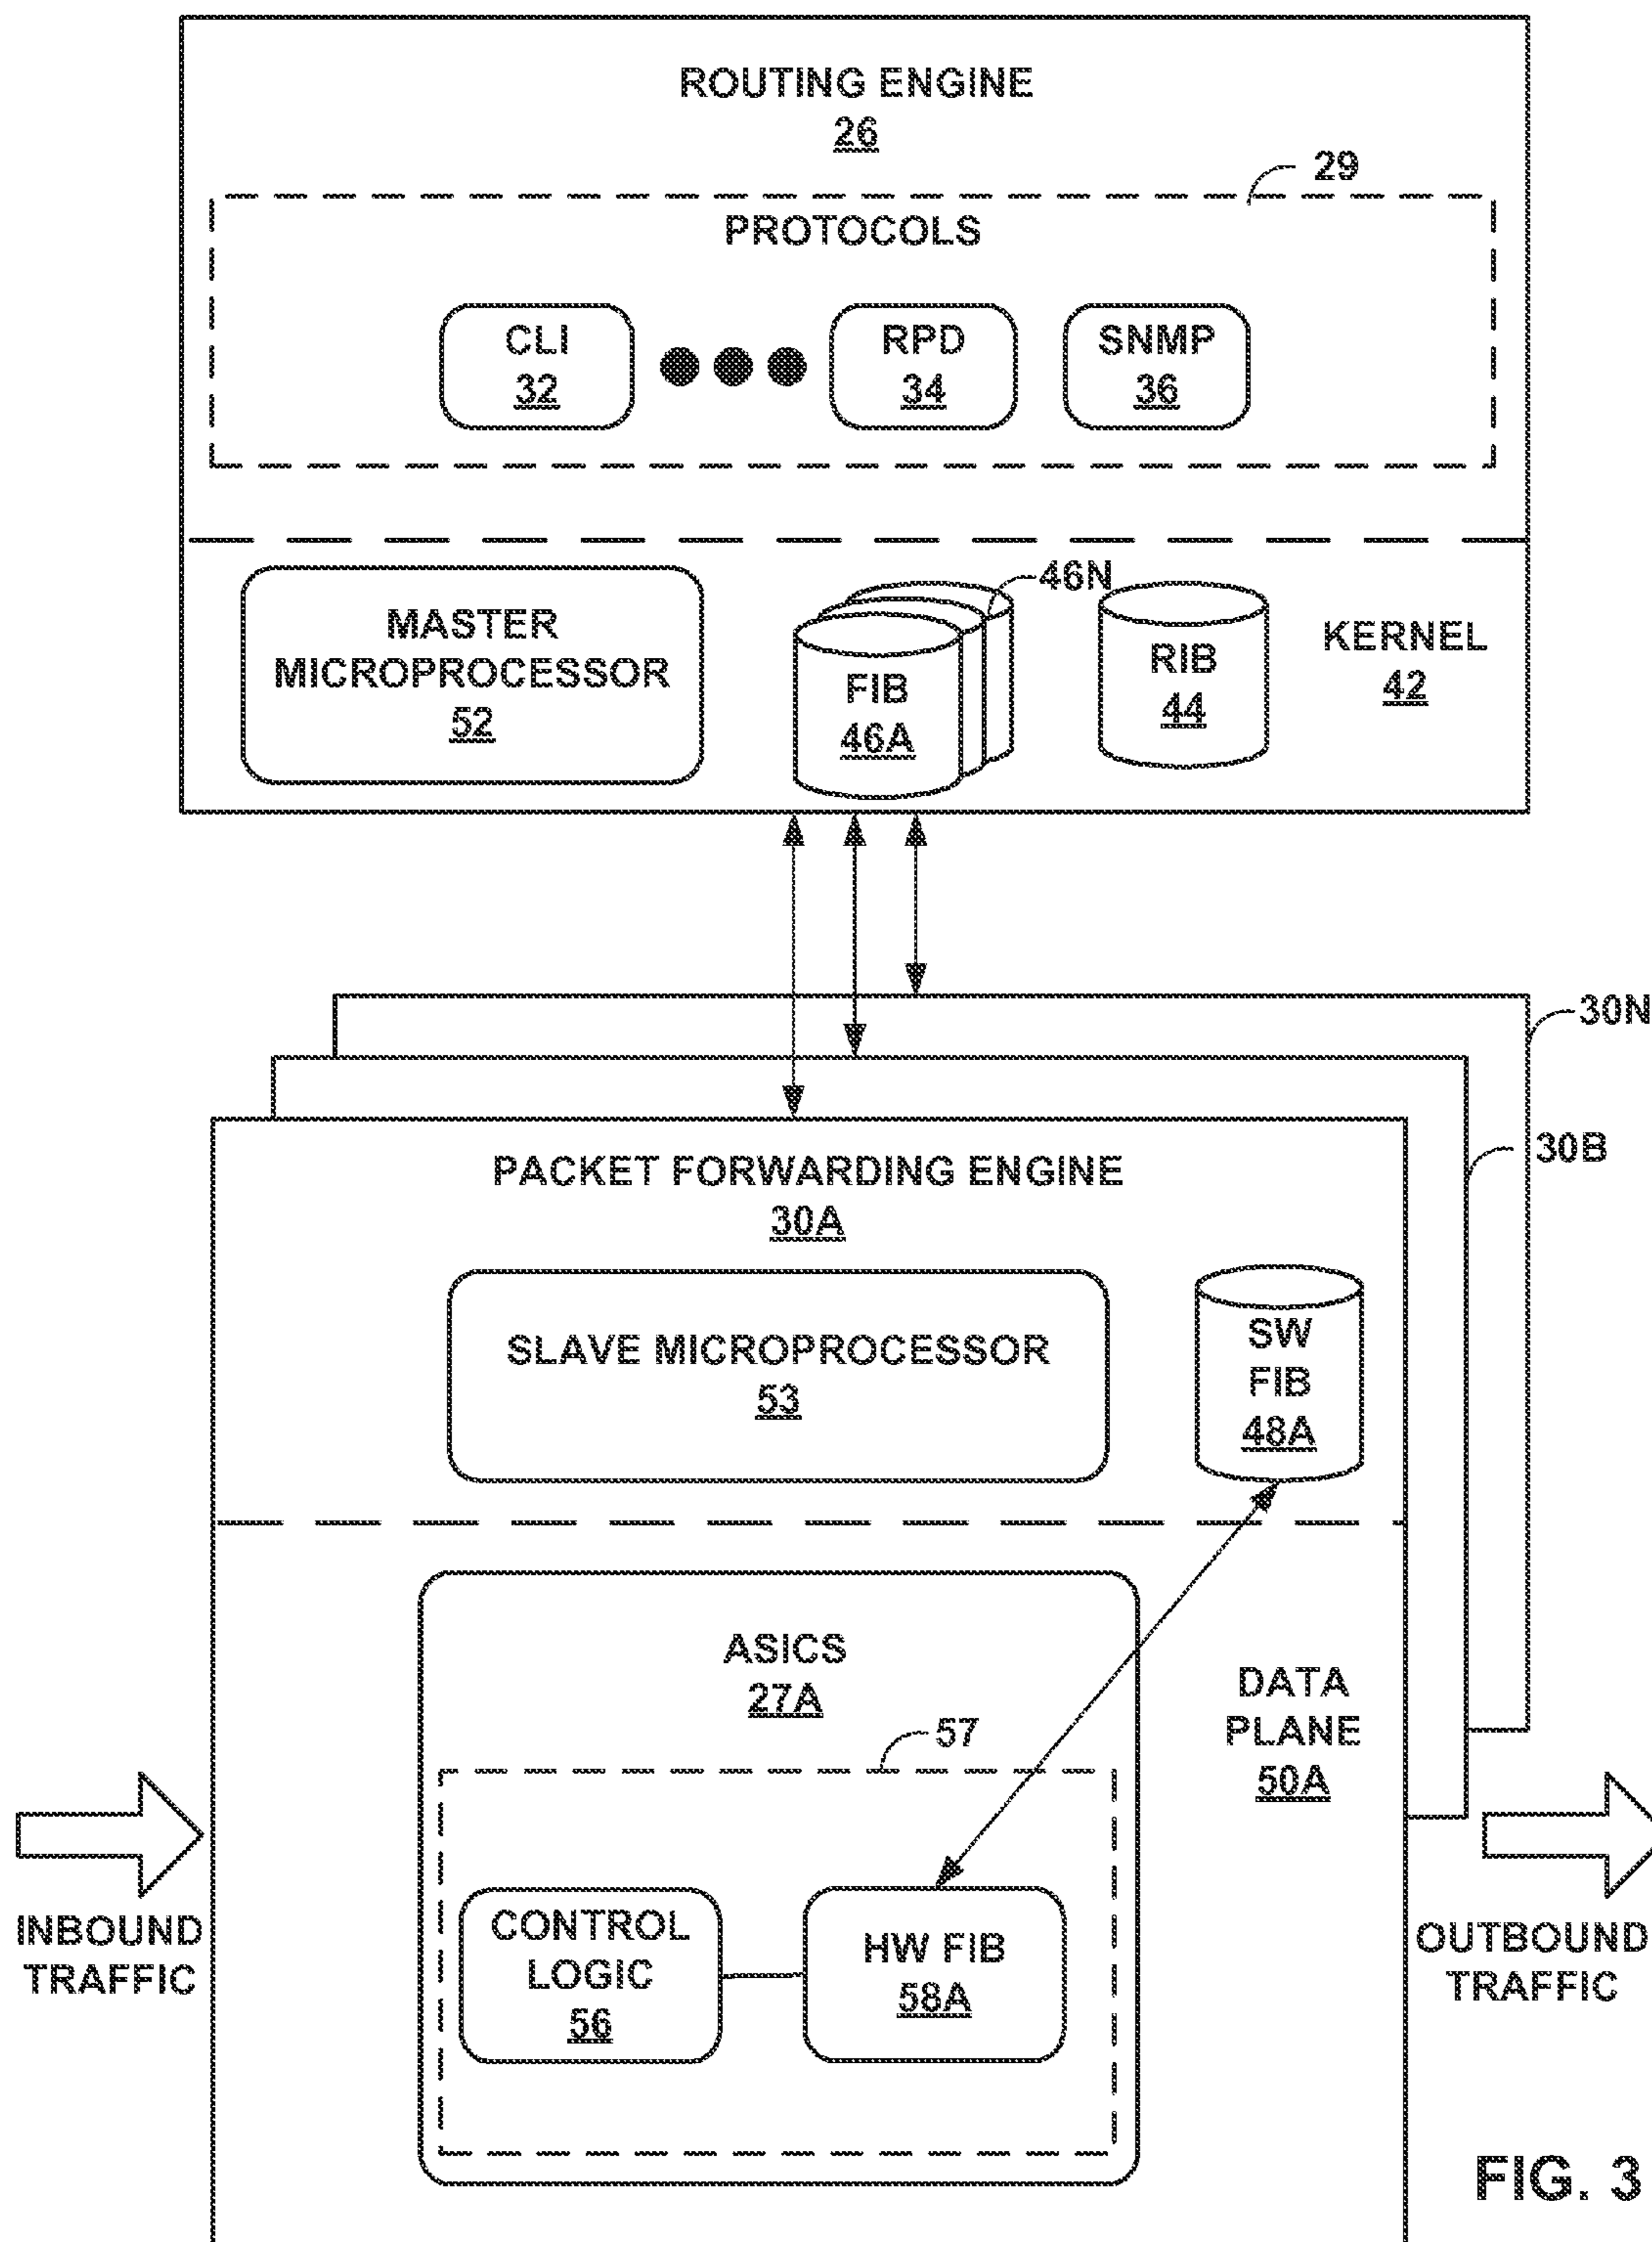 ROUTING ENGINE
26
29
PROTOCOLS
CLI
32
RPD
34
SNMP
36
MASTER
MICROPROCESSOR
52
46N
FIB
46A
RIB
44
KERNEL
42
30N
30B
PACKET FORWARDING ENGINE
30A
SLAVE MICROPROCESSOR
53
SW
FIB
48A
ASICS
27A
57
DATA
PLANE
50A
CONTROL
LOGIC
56
HW FIB
58A
INBOUND
TRAFFIC
OUTBOUND
TRAFFIC
FIG. 3